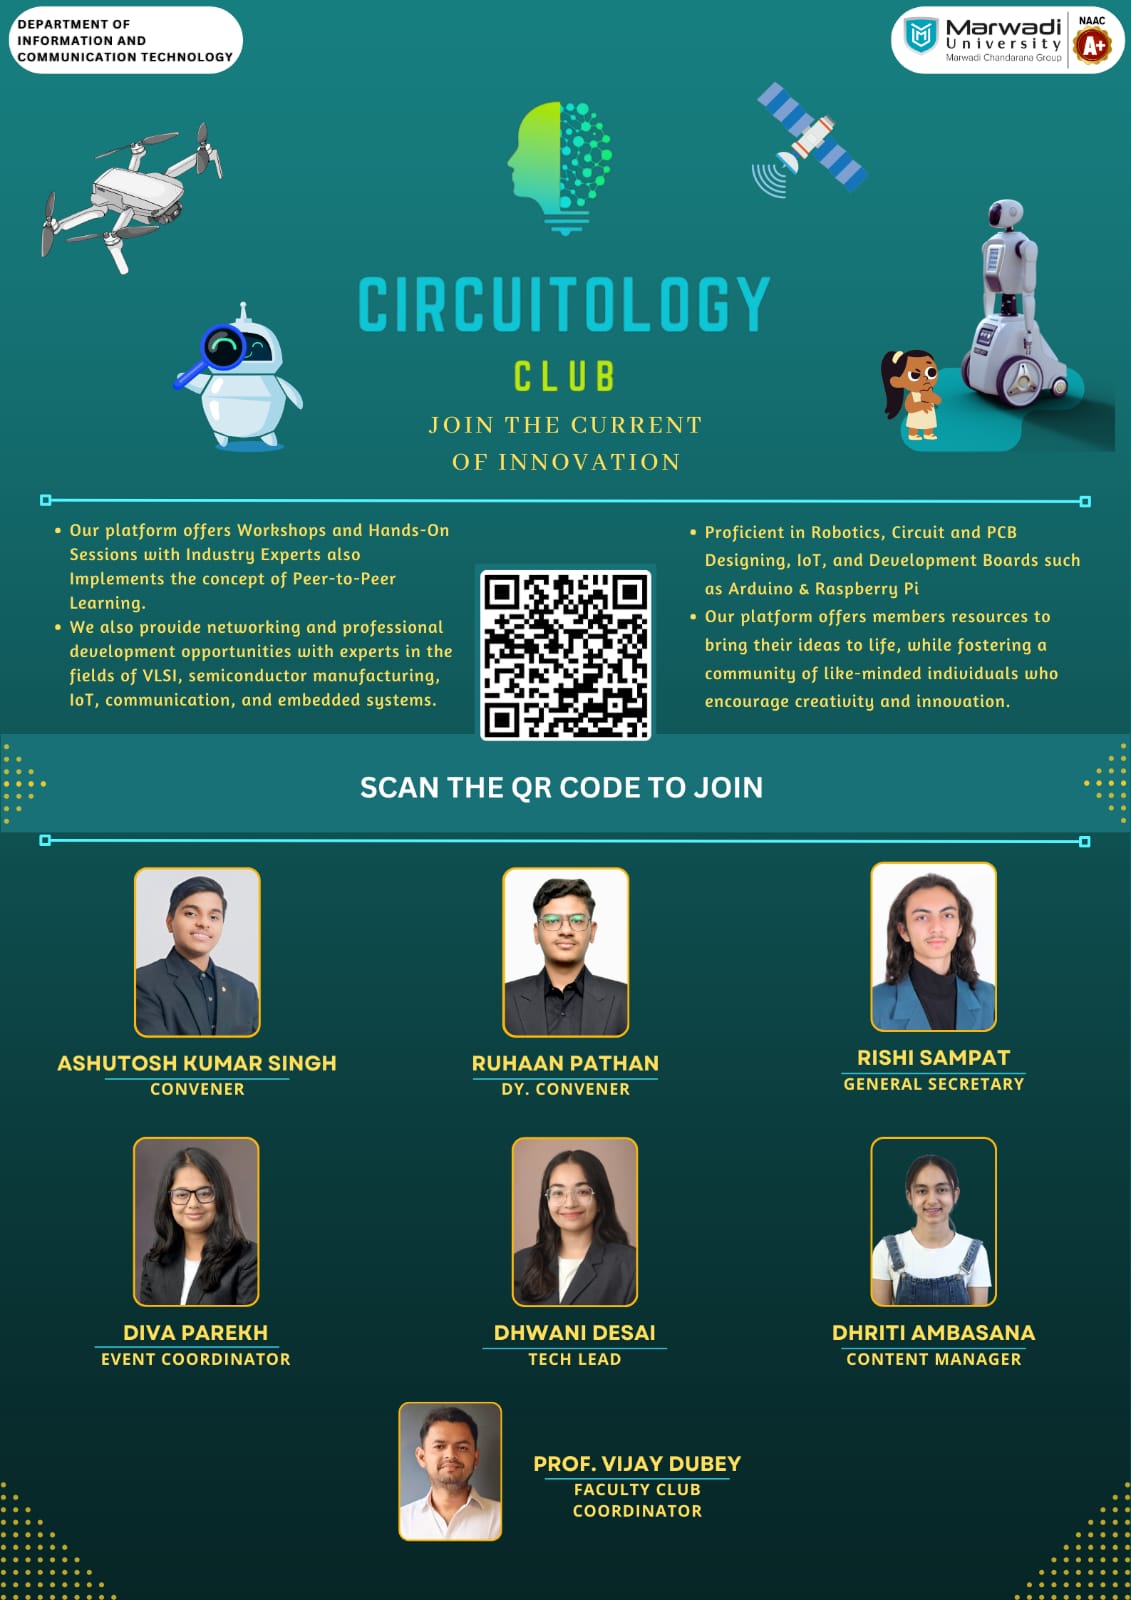 DEPARTMENT OF
INFORMATION AND
COMMUNICATION TECHNOLOGY
Marwadi
University
Marwadi Chandarana Group
NAAC
A+
CIRCUITOLOGY
CLUB
JOIN THE CURRENT
OF INNOVATION
• Our platform offers Workshops and Hands-On
Sessions with Industry Experts also
Implements the concept of Peer-to-Peer
Learning.
• We also provide networking and professional
development opportunities with experts in the
fields of VLSI, semiconductor manufacturing,
IoT, communication, and embedded systems.
• Proficient in Robotics, Circuit and PCB
Designing, IoT, and Development Boards such
as Arduino & Raspberry Pi
• Our platform offers members resources to
bring their ideas to life, while fostering a
community of like-minded individuals who
encourage creativity and innovation.
SCAN THE QR CODE TO JOIN
ASHUTOSH KUMAR SINGH
CONVENER
RUHAAN PATHAN
DY. CONVENER
RISHI SAMPAT
GENERAL SECRETARY
DIVA PAREKH
EVENT COORDINATOR
DHWANI DESAI
TECH LEAD
DHRITI AMBASANA
CONTENT MANAGER
PROF. VIJAY DUBEY
FACULTY CLUB
COORDINATOR